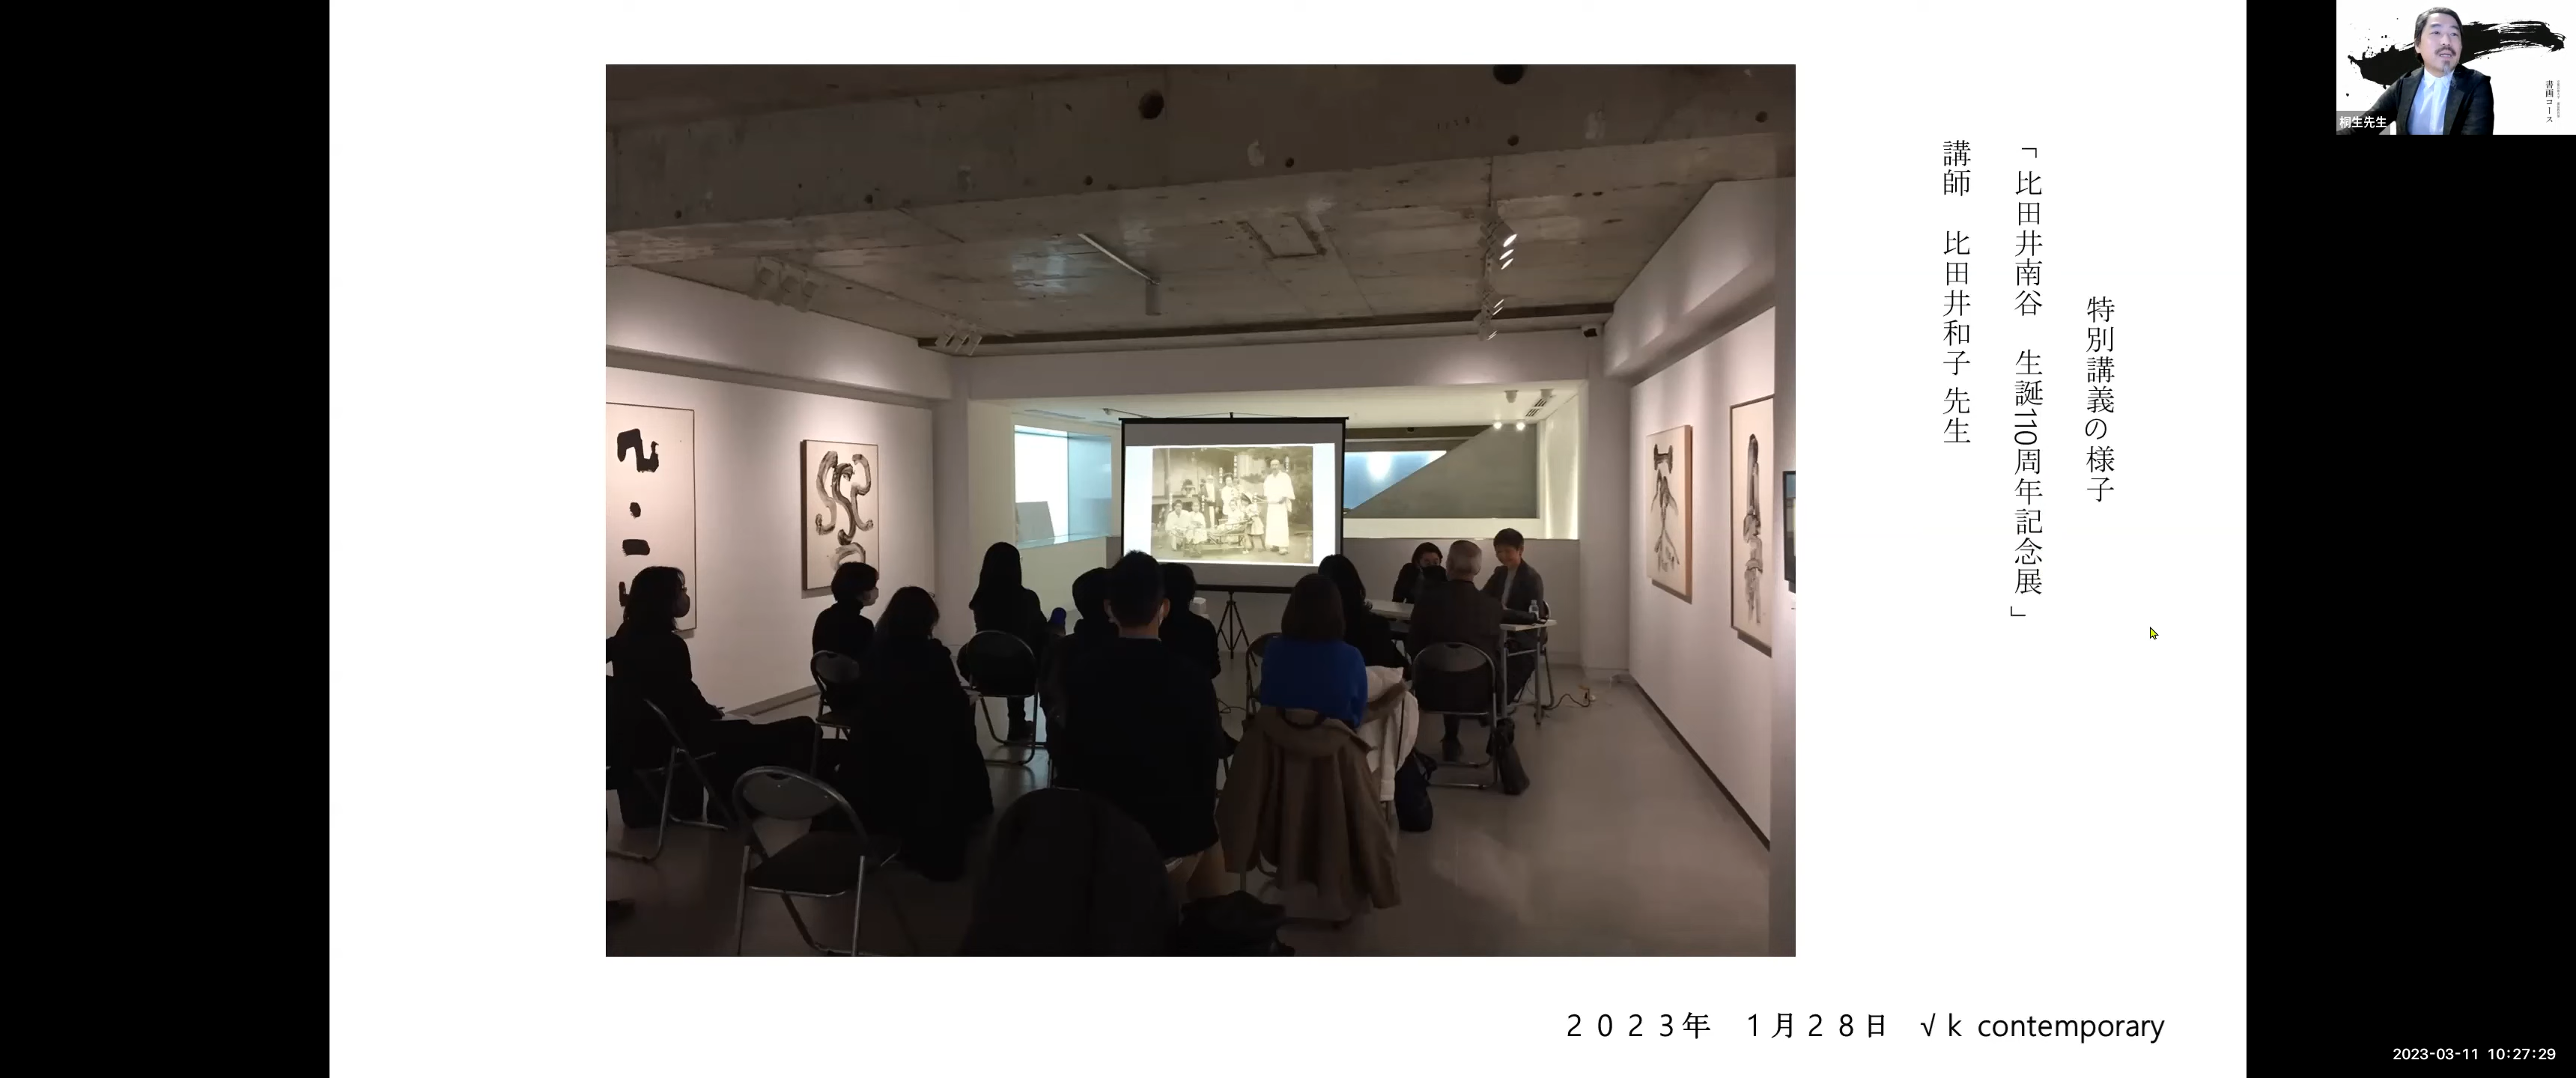 特別講義の様子
「比田井南谷　生誕110周年記念展」
講師　比田井和子 先生
２０２３年　１月２８日　√ｋ contemporary
桐生先生
書画コース
2023-03-11 10:27:29